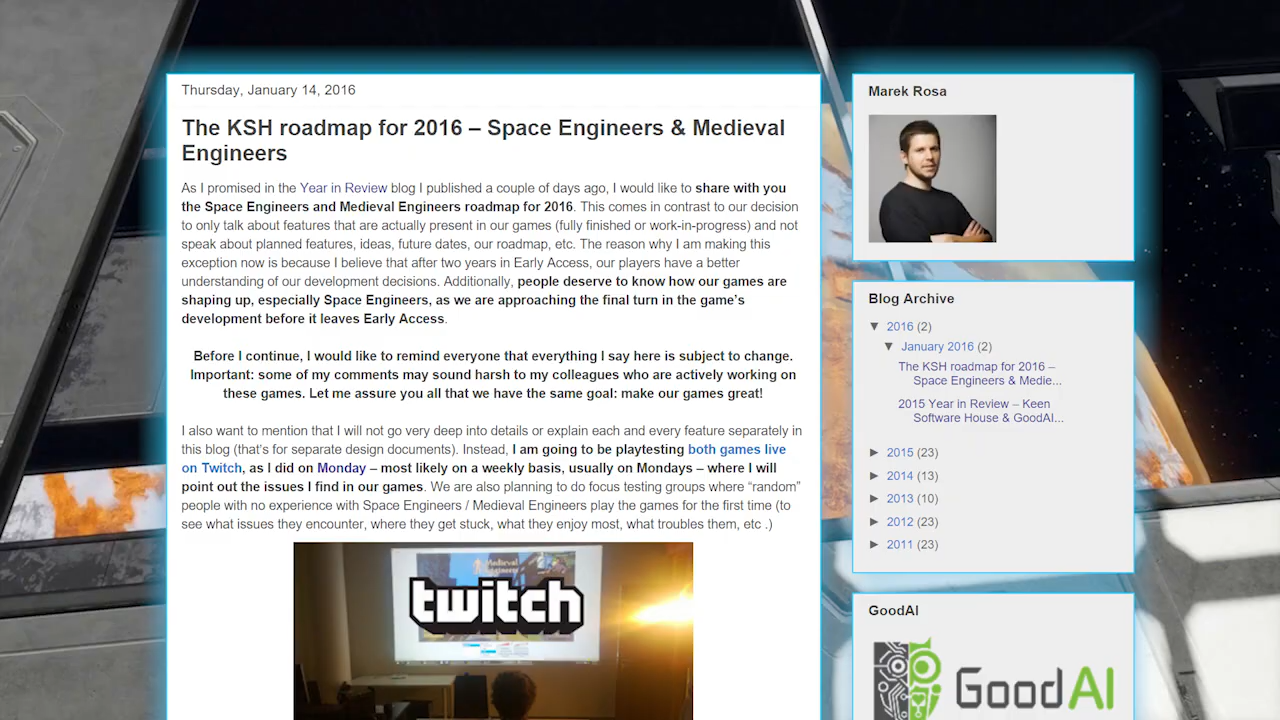 Thursday, January 14, 2016
The KSH roadmap for 2016 – Space Engineers & Medieval
Engineers
As I promised in the Year in Review blog I published a couple of days ago, I would like to share with you
the Space Engineers and Medieval Engineers roadmap for 2016. This comes in contrast to our decision
to only talk about features that are actually present in our games (fully finished or work-in-progress) and not
speak about planned features, ideas, future dates, our roadmap, etc. The reason why I am making this
exception now is because I believe that after two years in Early Access, our players have a better
understanding of our development decisions. Additionally, people deserve to know how our games are
shaping up, especially Space Engineers, as we are approaching the final turn in the game's
development before it leaves Early Access.
Before I continue, I would like to remind everyone that everything I say here is subject to change.
Important: some of my comments may sound harsh to my colleagues who are actively working on
these games. Let me assure you all that we have the same goal: make our games great!
I also want to mention that I will not go very deep into details or explain each and every feature separately in
this blog (that's for separate design documents). Instead, I am going to be playtesting both games live
on Twitch, as I did on Monday – most likely on a weekly basis, usually on Mondays – where I will
point out the issues I find in our games. We are also planning to do focus testing groups where “random”
people with no experience with Space Engineers / Medieval Engineers play the games for the first time (to
see what issues they encounter, where they get stuck, what they enjoy most, what troubles them, etc .)
Medieval
Engineers
twitch
Marek Rosa
Blog Archive
▼ 2016 (2)
▼ January 2016 (2)
The KSH roadmap for 2016 –
Space Engineers & Medie...
2015 Year in Review – Keen
Software House & GoodAI...
► 2015 (23)
► 2014 (23)
► 2013 (10)
► 2012 (23)
► 2011 (23)
GoodAI
GoodAI